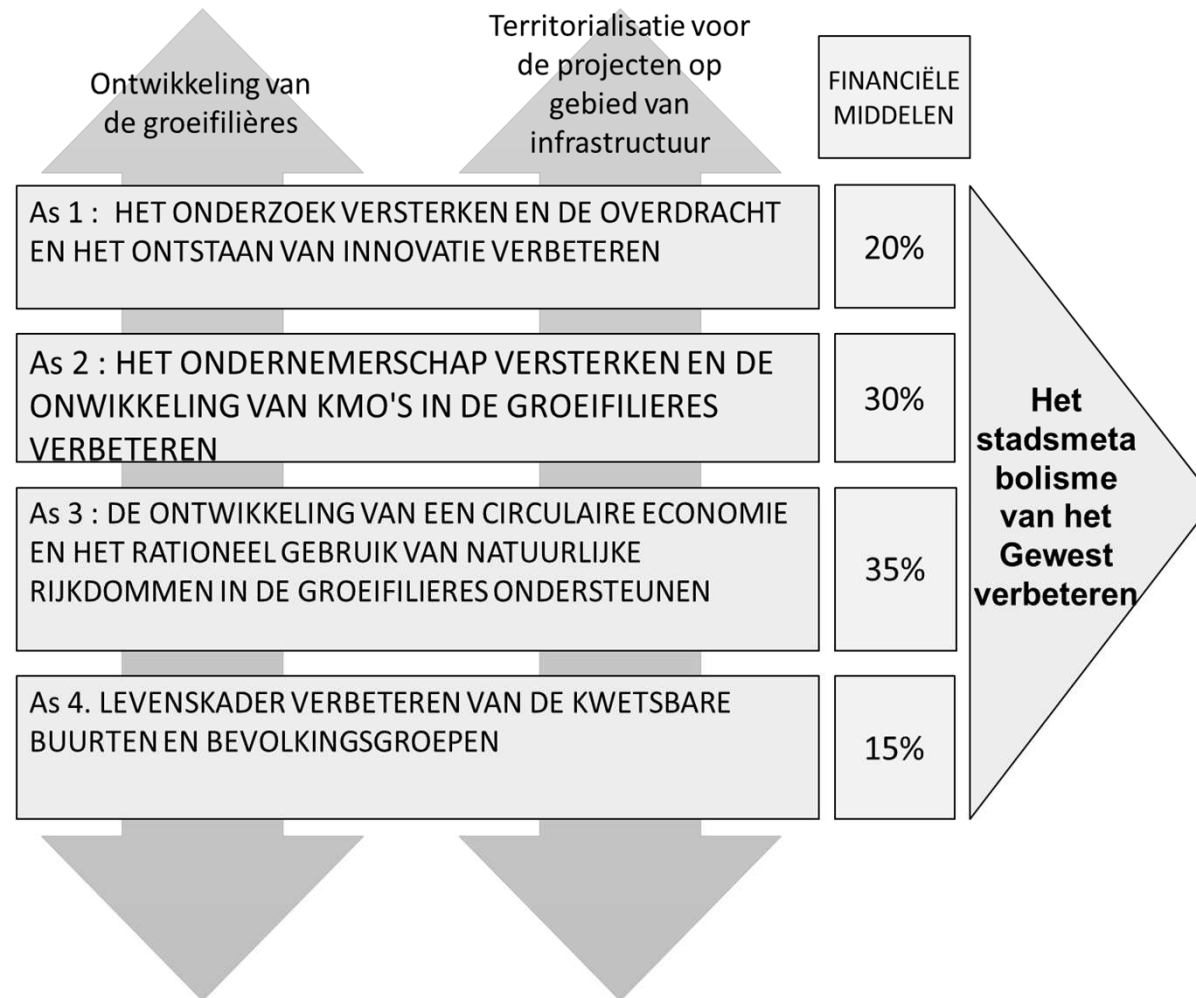 Ontwikkeling van
de groeifilières
Territorialisatie voor
de projecten op
gebied van
infrastructuur
FINANCIËLE
MIDDELEN
As 1 : HET ONDERZOEK VERSTERKEN EN DE OVERDRACHT
EN HET ONTSTAAN VAN INNOVATIE VERBETEREN
20%
As 2 : HET ONDERNEMERSCHAP VERSTERKEN EN DE
ONWIKKELING VAN KMO'S IN DE GROEIFILIERES
VERBETEREN
30%
As 3 : DE ONTWIKKELING VAN EEN CIRCULAIRE ECONOMIE
EN HET RATIONEEL GEBRUIK VAN NATUURLIJKE
RIJKDOMMEN IN DE GROEIFILIERES ONDERSTEUNEN
35%
As 4. LEVENSKADER VERBETEREN VAN DE KWETSBARE
BUURTEN EN BEVOLKINGSGROEPEN
15%
Het
stadsmeta
bolisme
van het
Gewest
verbeteren